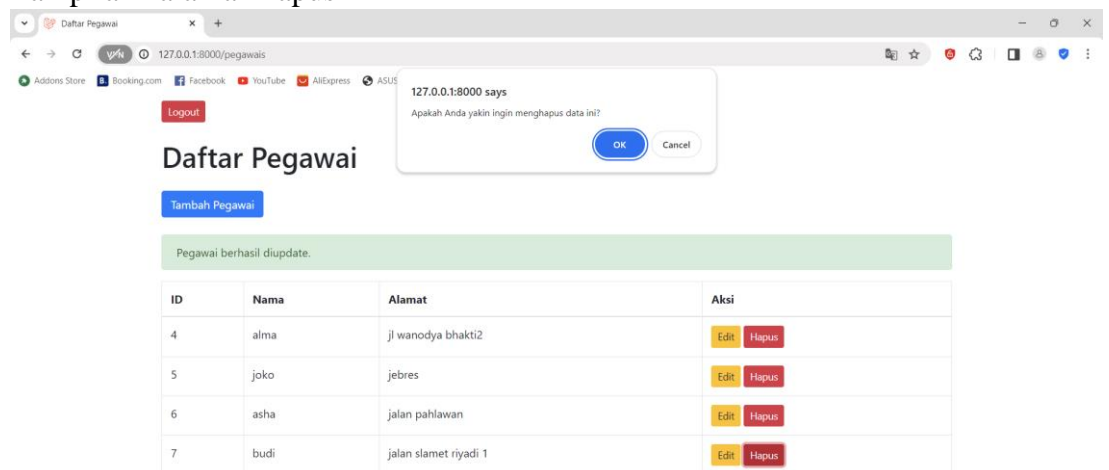 Daftar Pegawai
VPN 127.0.0.1:8000/pegawais
Addons Store B. Booking.com Facebook YouTube AliExpress ASUS
127.0.0.1:8000 says
Apakah Anda yakin ingin menghapus data ini?
OK Cancel
Logout
Daftar Pegawai
Tambah Pegawai
Pegawai berhasil diupdate.
ID Nama Alamat Aksi
4 alma jl wanodya bhakti2 Edit Hapus
5 joko jebres Edit Hapus
6 asha jalan pahlawan Edit Hapus
7 budi jalan slamet riyadi 1 Edit Hapus